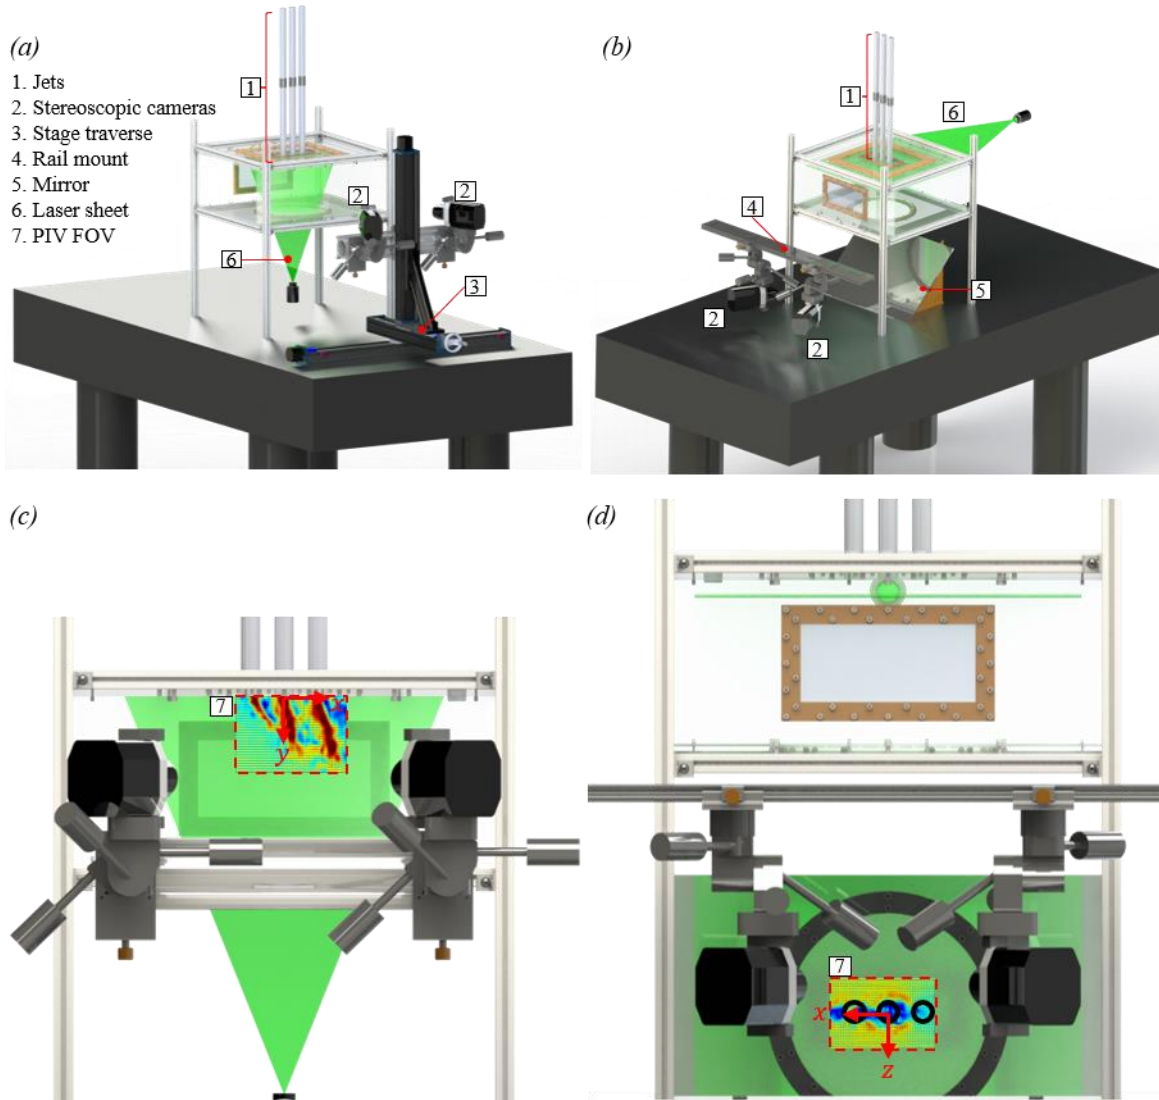 (a)
1. Jets
2. Stereoscopic cameras
3. Stage traverse
4. Rail mount
5. Mirror
6. Laser sheet
7. PIV FOV
1
2
2
6
3
(b)
1
6
4
5
2
2
(c)
7
x
y
(d)
7
x
z